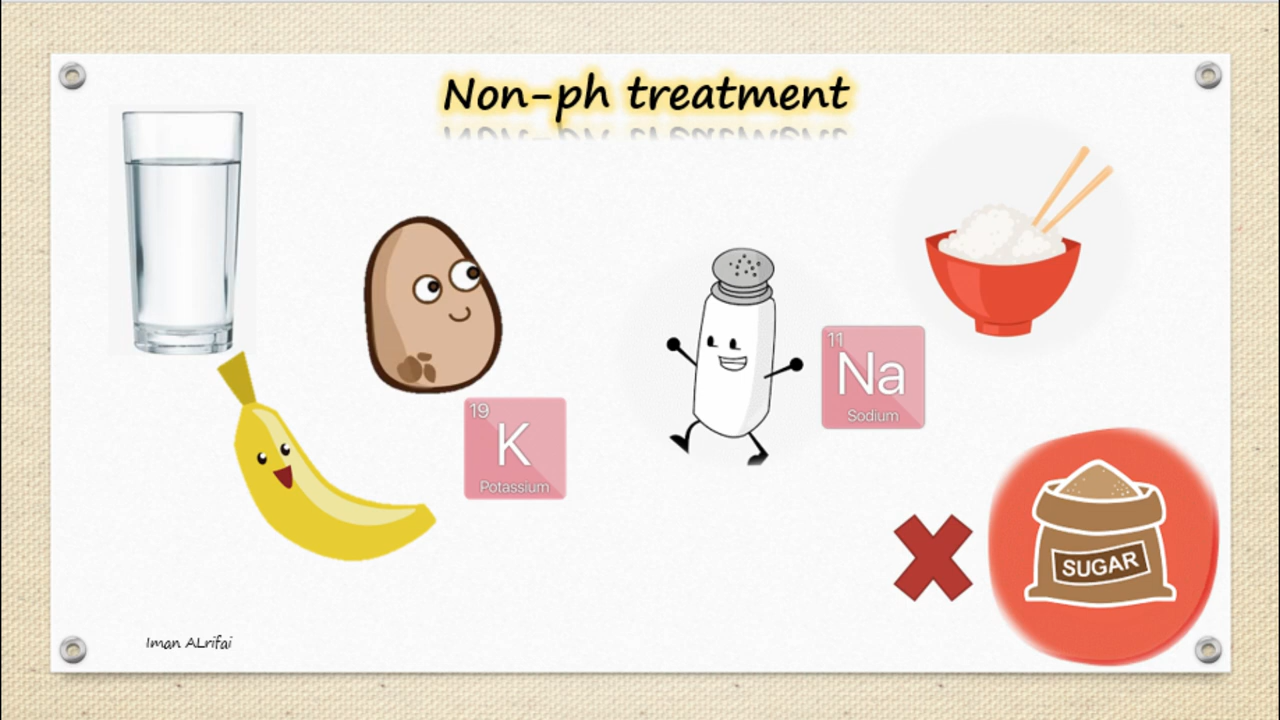 Non-ph treatment
19
K
Potassium
11
Na
Sodium
SUGAR
Iman ALrifai